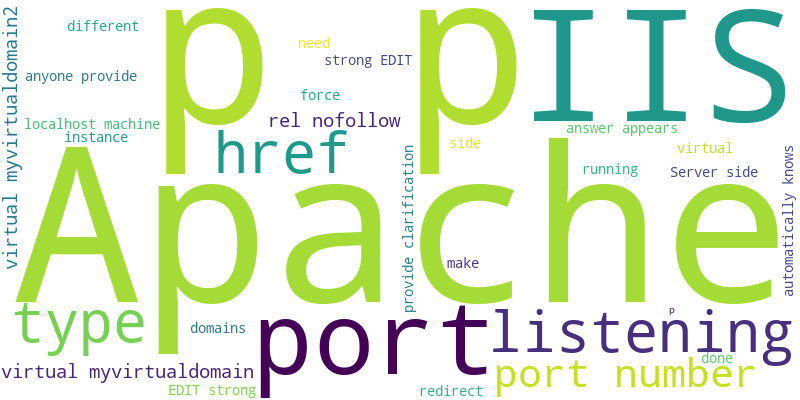 different
p p
IIS
need
strong EDIT
anyone provide
virtual myvirtualdomain2
force
localhost machine
instance
rel nofollow
answer appears
href
side
virtual
running
Server side
Apache
provide clarification
automatically knows
make
type
port
p
listening
domains
done
virtual myvirtualdomain
port number
EDIT strong
redirect